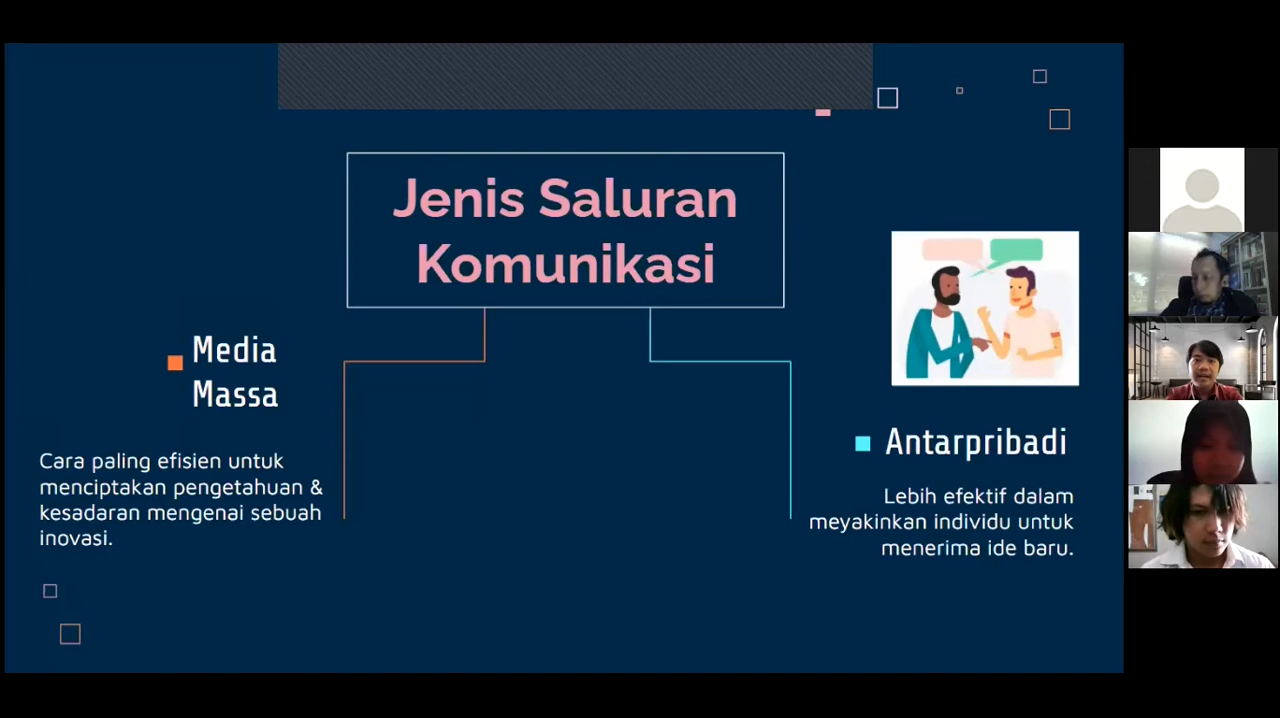 Jenis Saluran
Komunikasi
Media
Massa
Cara paling efisien untuk
menciptakan pengetahuan &
kesadaran mengenai sebuah
inovasi.
Antarpribadi
Lebih efektif dalam
meyakinkan individu untuk
menerima ide baru.